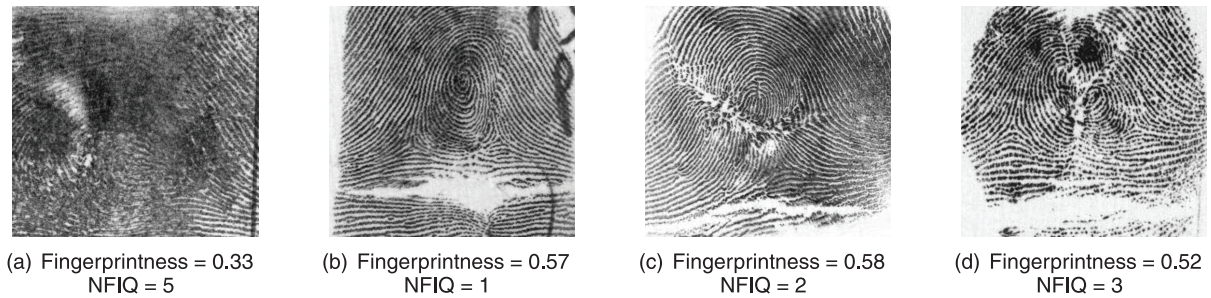 (a) Fingerprintness = 0.33
NFIQ = 5
(b) Fingerprintness = 0.57
NFIQ = 1
(c) Fingerprintness = 0.58
NFIQ = 2
(d) Fingerprintness = 0.52
NFIQ = 3